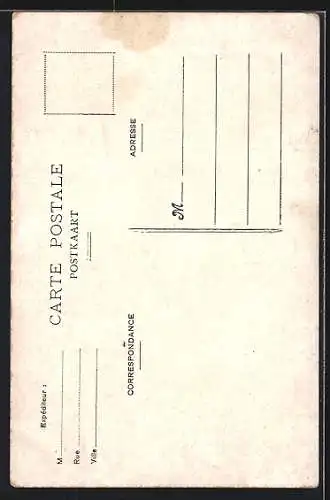 Expéditeur :
M
Rue
Ville
CARTE POSTALE
POSTKAART
CORRESPONDANCE
ADRESSE
M